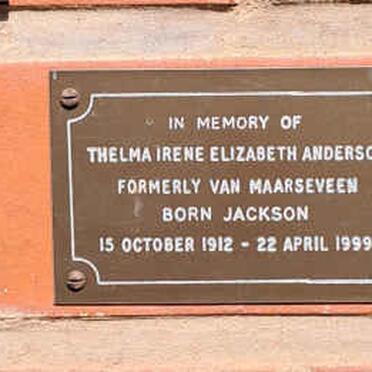 IN MEMORY OF
THELMA IRENE ELIZABETH ANDERSO
FORMERLY VAN MAARSEVEEN
BORN JACKSON
15 OCTOBER 1912 - 22 APRIL 1999